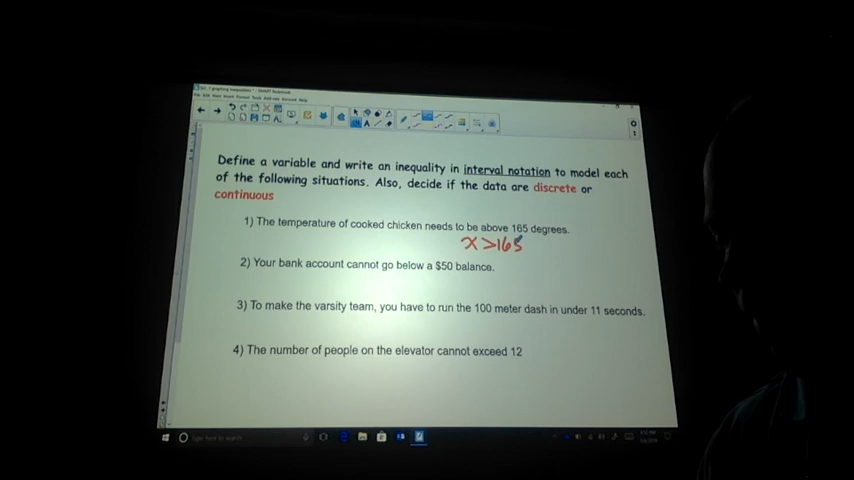 Define a variable and write an inequality in interval notation to model each
of the following situations. Also, decide if the data are discrete or
continuous
1) The temperature of cooked chicken needs to be above 165 degrees.
x>165
2) Your bank account cannot go below a $50 balance.
3) To make the varsity team, you have to run the 100 meter dash in under 11 seconds.
4) The number of people on the elevator cannot exceed 12
Type here to search